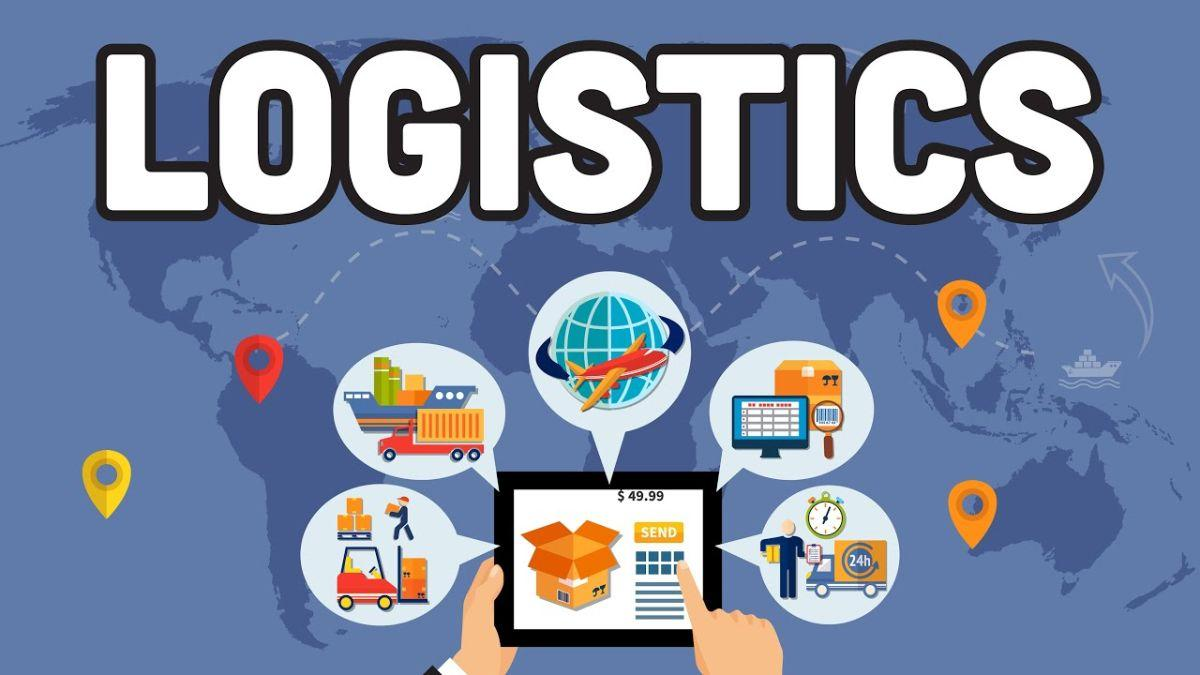 LOGISTICS
$ 49.99
SEND
24h